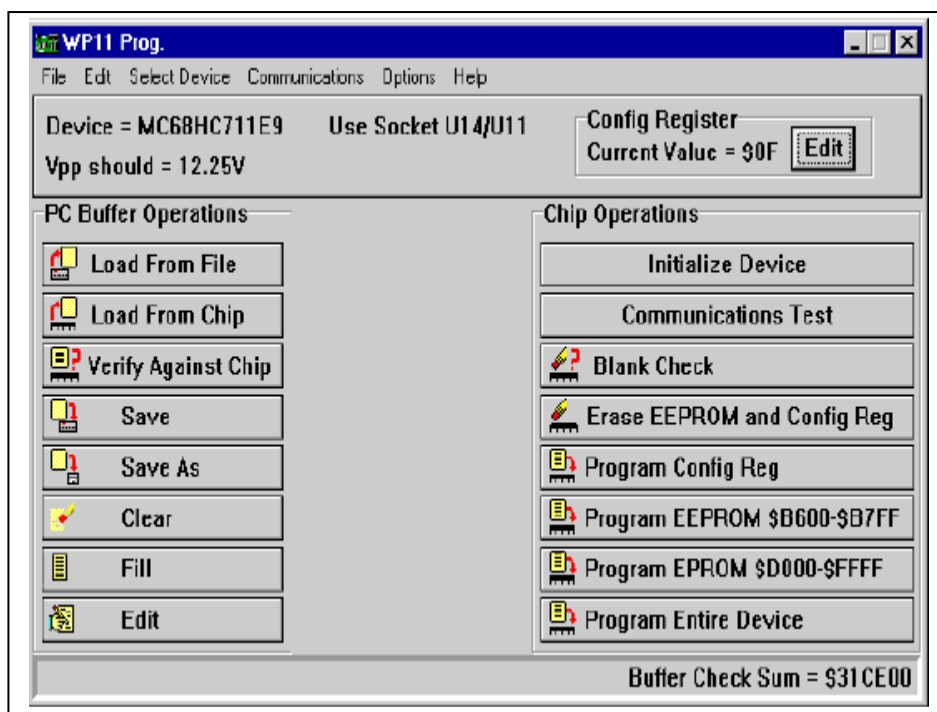 WP11 Prog.
File Edit Select Device Communications Options Help
Device = MC68HC711E9 Use Socket U14/U11
Vpp should = 12.25V
Config Register
Current Value = $0F Edit
PC Buffer Operations
Load From File
Load From Chip
Verify Against Chip
Save
Save As
Clear
Fill
Edit
Chip Operations
Initialize Device
Communications Test
Blank Check
Erase EEPROM and Config Reg
Program Config Reg
Program EEPROM $B600-$B7FF
Program EPROM $D000-$FFFF
Program Entire Device
Buffer Check Sum = $31CE00